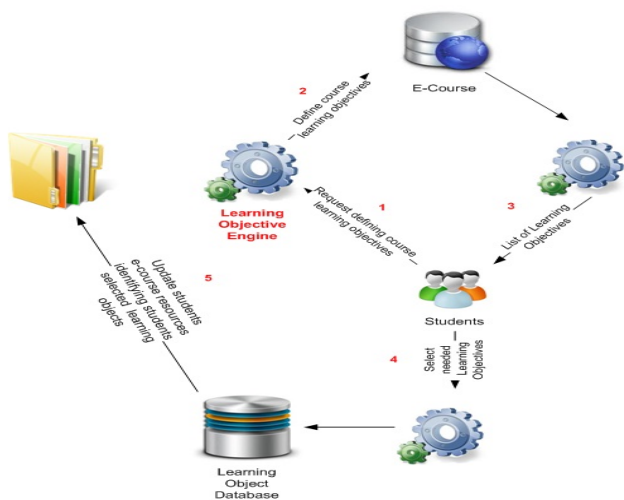 E-Course
2
Define course
learning objectives
Learning
Objective
Engine
1
Request defining course
learning objectives
3
List of Learning
Objectives
Students
4
Select
needed
Learning
Objectives
5
Update students
e-course resources
identifying students
selected learning
objects
Learning
Object
Database